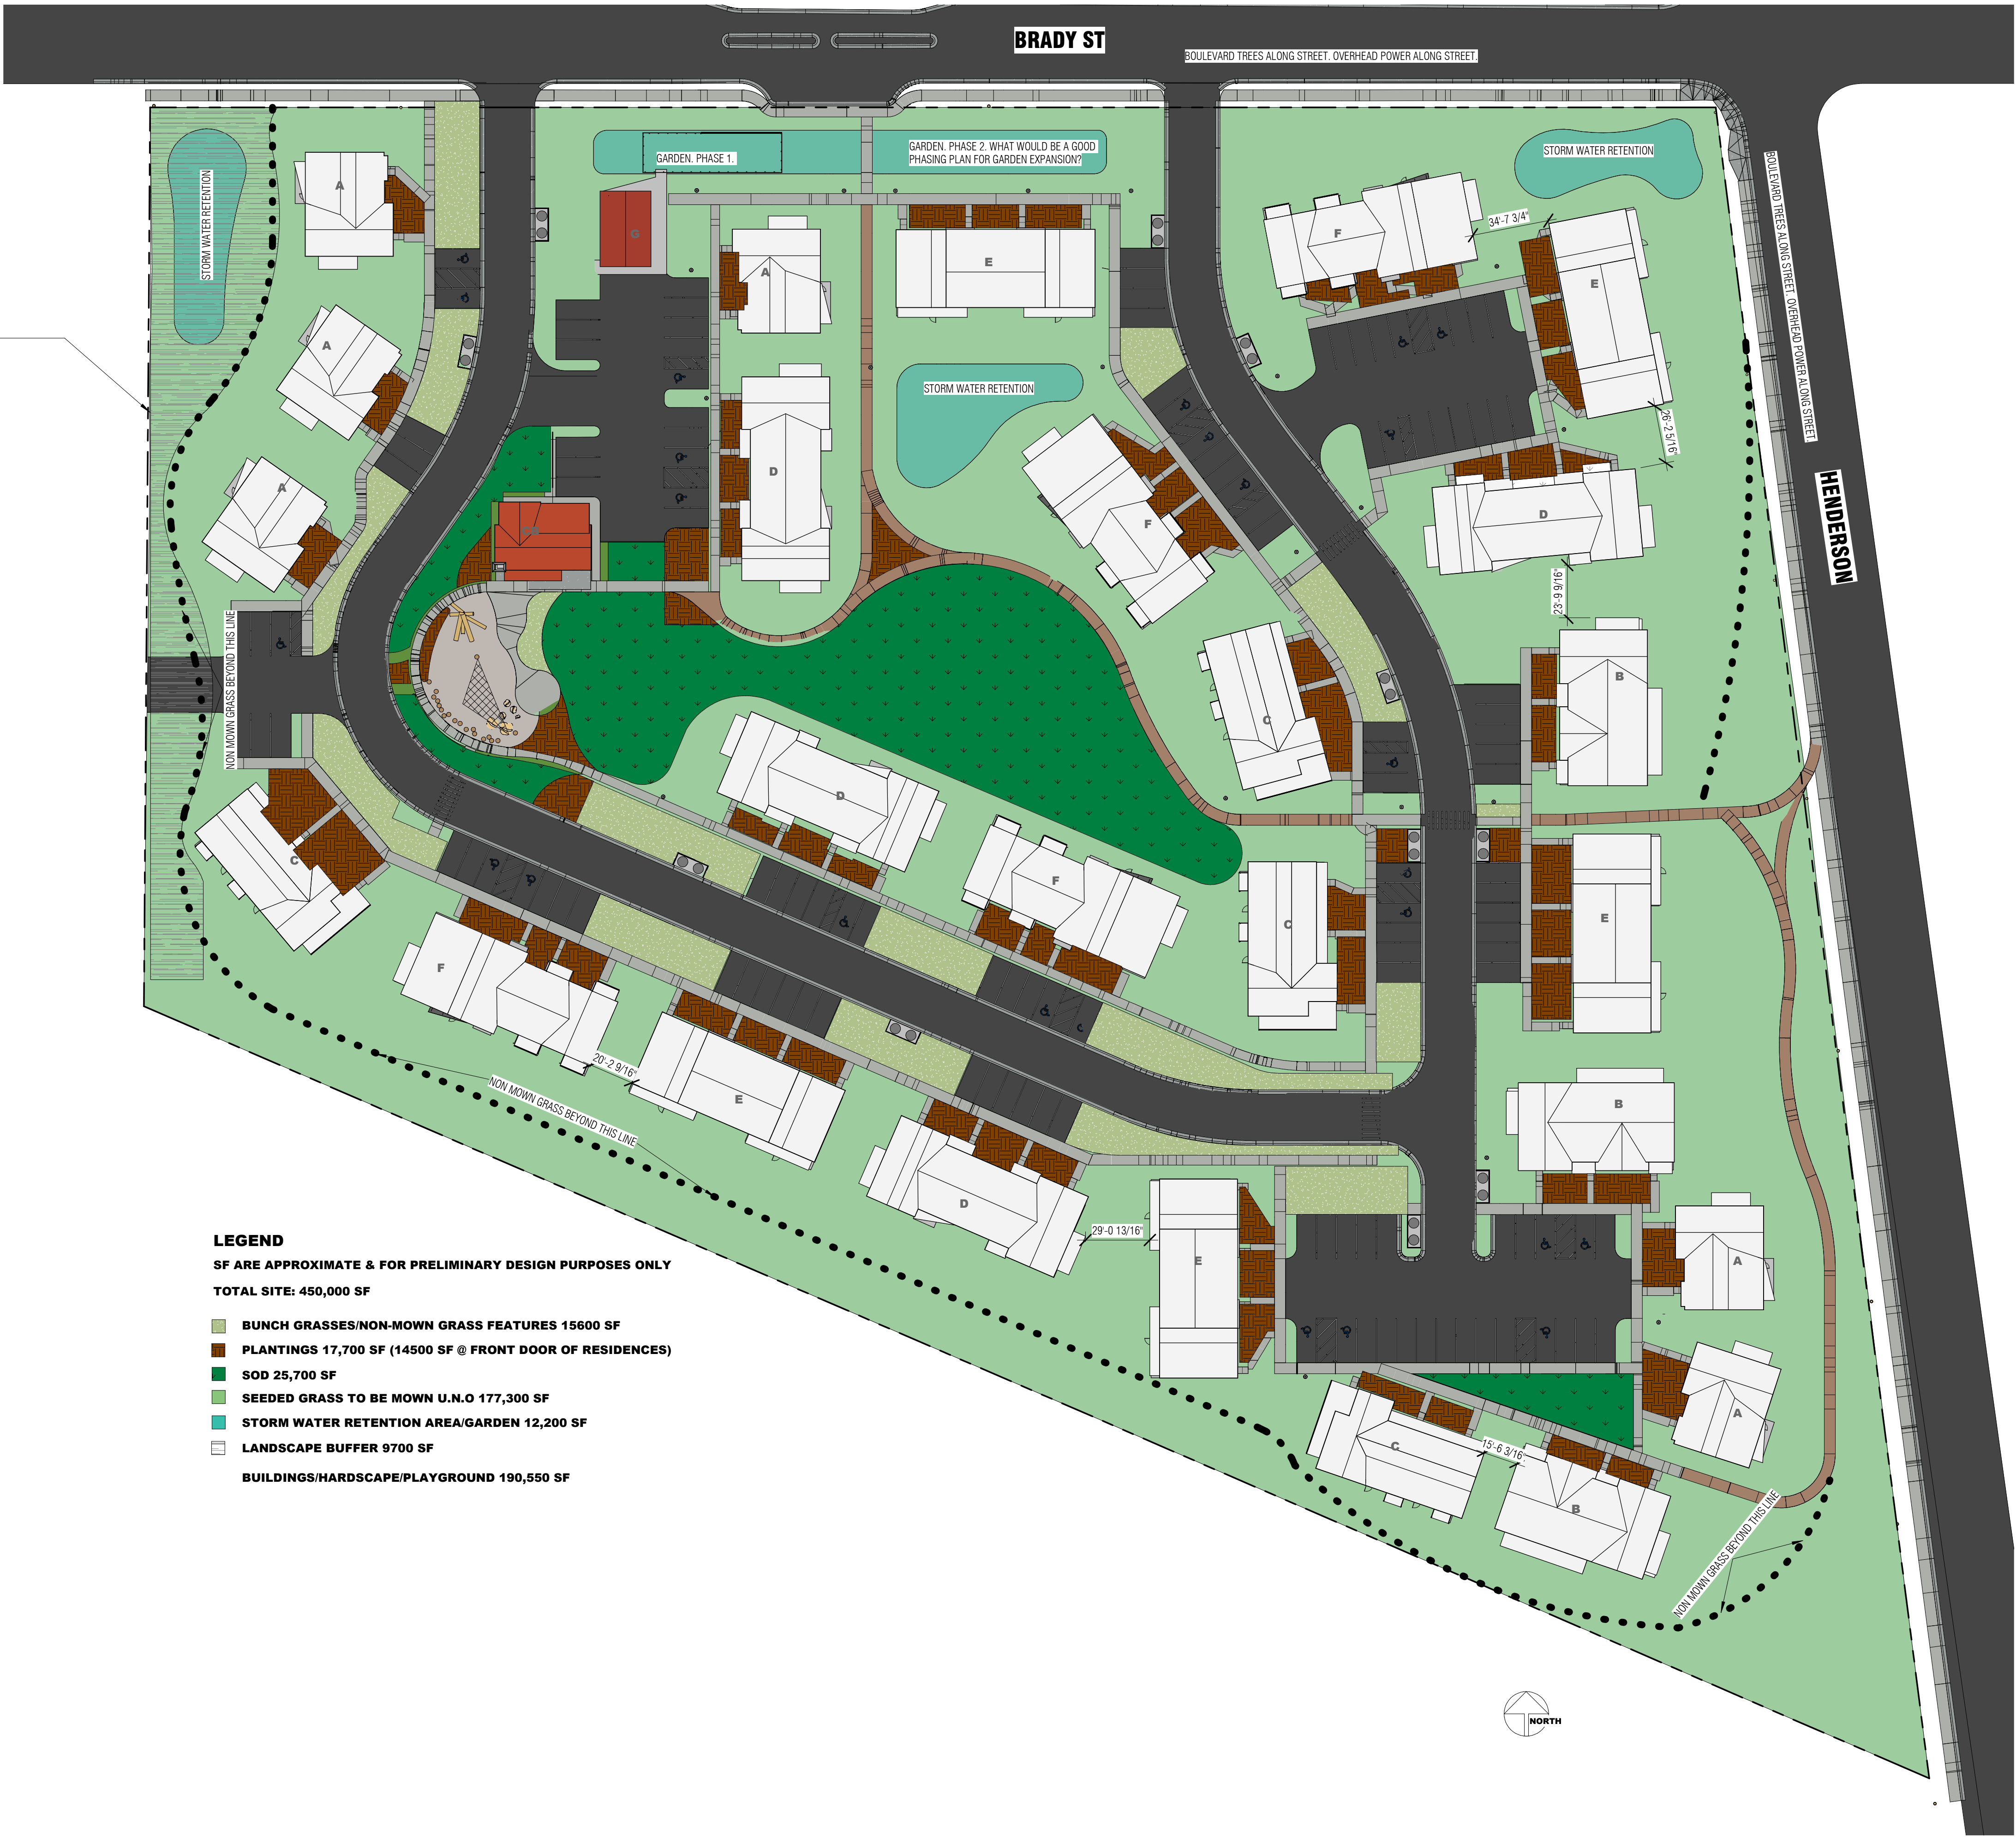 BRADY ST
BOULEVARD TREES ALONG STREET. OVERHEAD POWER ALONG STREET.
GARDEN. PHASE 1.
GARDEN. PHASE 2. WHAT WOULD BE A GOOD
PHASING PLAN FOR GARDEN EXPANSION?
STORM WATER RETENTION
STORM WATER RETENTION
BOULEVARD TREES ALONG STREET. OVERHEAD POWER ALONG STREET.
HENDERSON
A
G
A
E
F
34'-7 3/4"
E
A
STORM WATER RETENTION
26'-2 5/16"
A
D
F
D
23'-9 9/16"
NON MOWN GRASS BEYOND THIS LINE
B
C
D
C
F
C
E
F
20'-2 9/16"
E
NON MOWN GRASS BEYOND THIS LINE
B
D
29'-0 13/16"
E
A
A
C
15'-6 3/16"
B
NON MOWN GRASS BEYOND THIS LINE
LEGEND
SF ARE APPROXIMATE & FOR PRELIMINARY DESIGN PURPOSES ONLY
TOTAL SITE: 450,000 SF
BUNCH GRASSES/NON-MOWN GRASS FEATURES 15600 SF
PLANTINGS 17,700 SF (14500 SF @ FRONT DOOR OF RESIDENCES)
SOD 25,700 SF
SEEDED GRASS TO BE MOWN U.N.O 177,300 SF
STORM WATER RETENTION AREA/GARDEN 12,200 SF
LANDSCAPE BUFFER 9700 SF
BUILDINGS/HARDSCAPE/PLAYGROUND 190,550 SF
NORTH